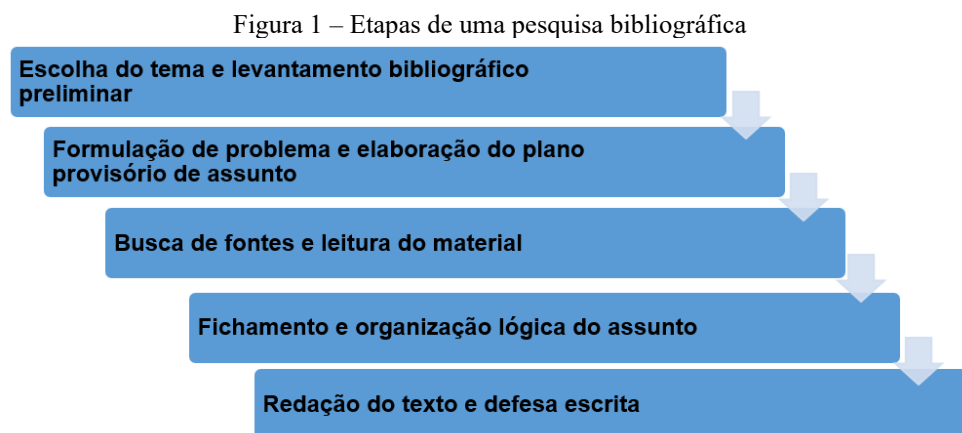 Figura 1 – Etapas de uma pesquisa bibliográfica
Escolha do tema e levantamento bibliográfico
preliminar
Formulação de problema e elaboração do plano
provisório de assunto
Busca de fontes e leitura do material
Fichamento e organização lógica do assunto
Redação do texto e defesa escrita